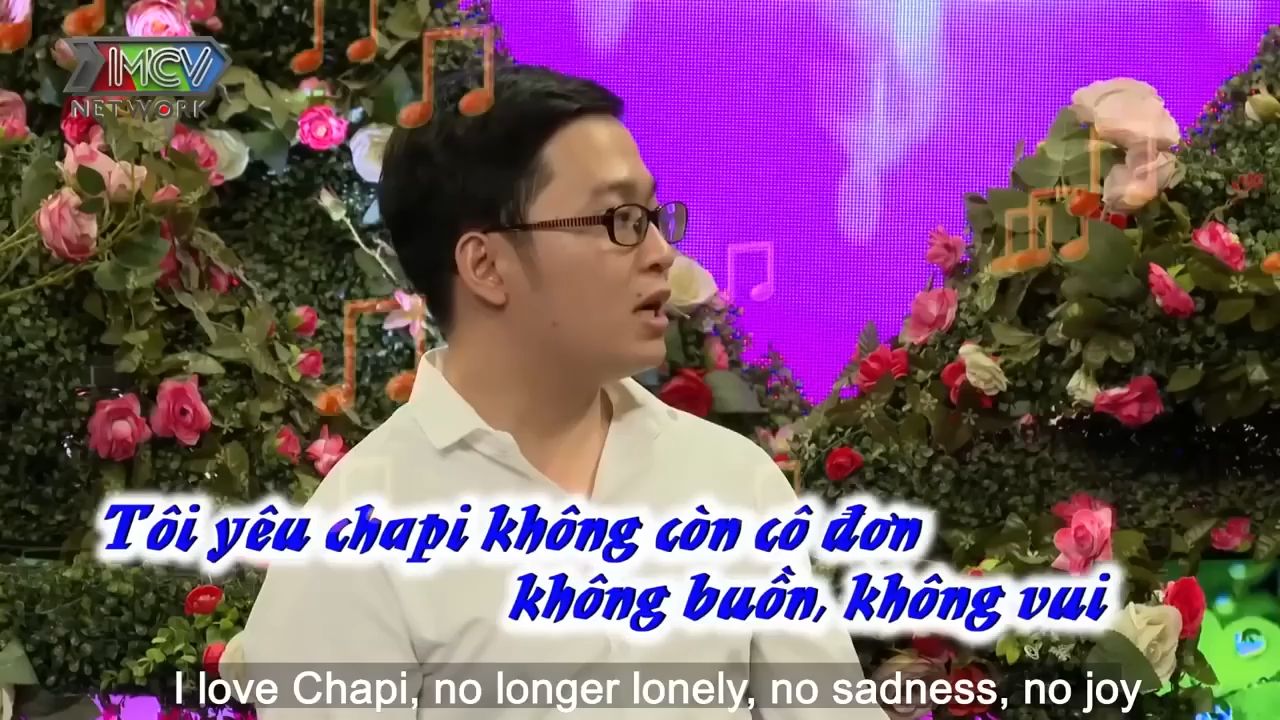 MCV
NETWORK
Tôi yêu chapi không còn cô đơn
không buồn, không vui
I love Chapi, no longer lonely, no sadness, no joy